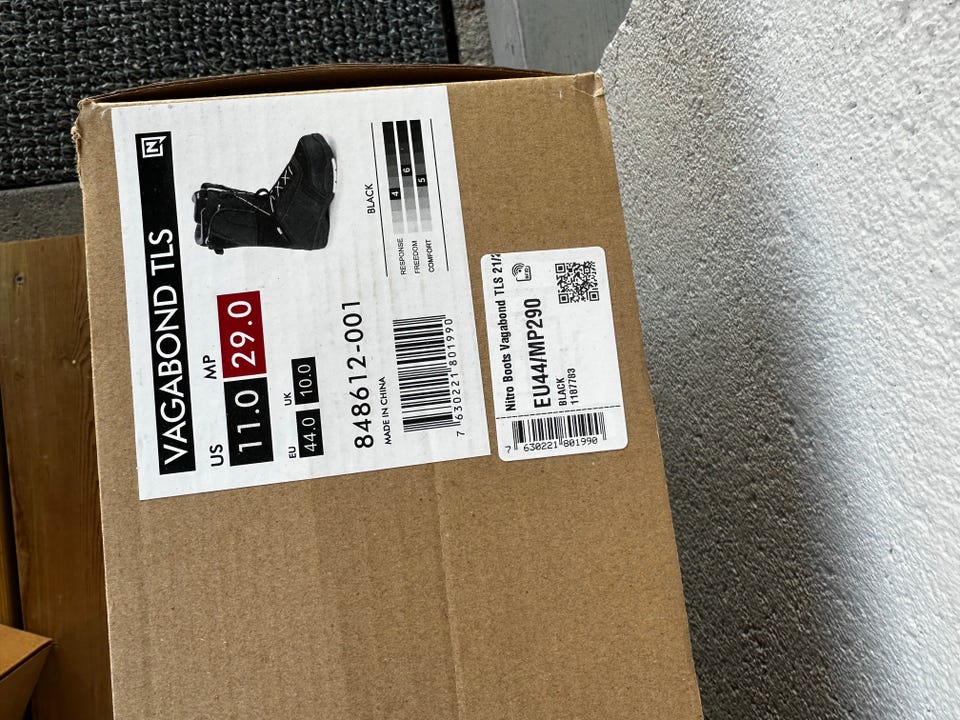 VAGABOND TLS N
US MP
11.0 29.0
EU UK
44.0 10.0
848612-001
MADE IN CHINA
7 630221 801990
BLACK
RESPONSE 4
FREEDOM 6
COMFORT 5
Nitro Boots Vagabond TLS 21/2
EU44/MP290
BLACK
1187783
7 630221 801990